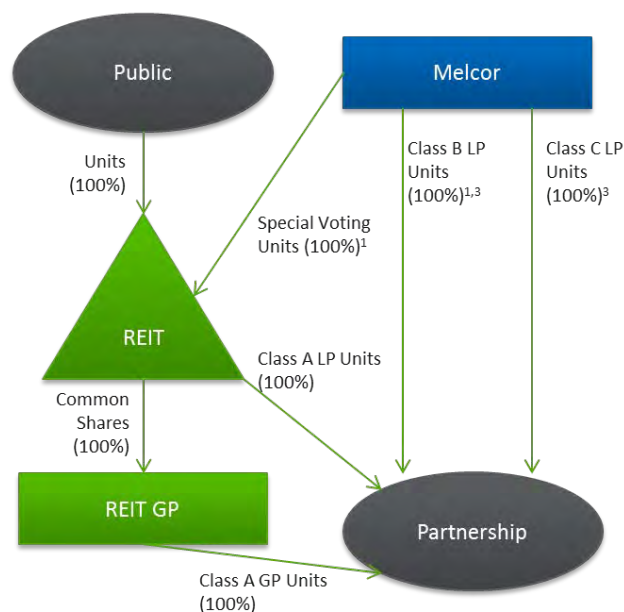 Public
Melcor
Units
(100%)
Class B LP
Units
(100%)¹,³
Class C LP
Units
(100%)³
Special Voting
Units (100%)¹
REIT
Class A LP Units
(100%)
Common
Shares
(100%)
REIT GP
Partnership
Class A GP Units
(100%)